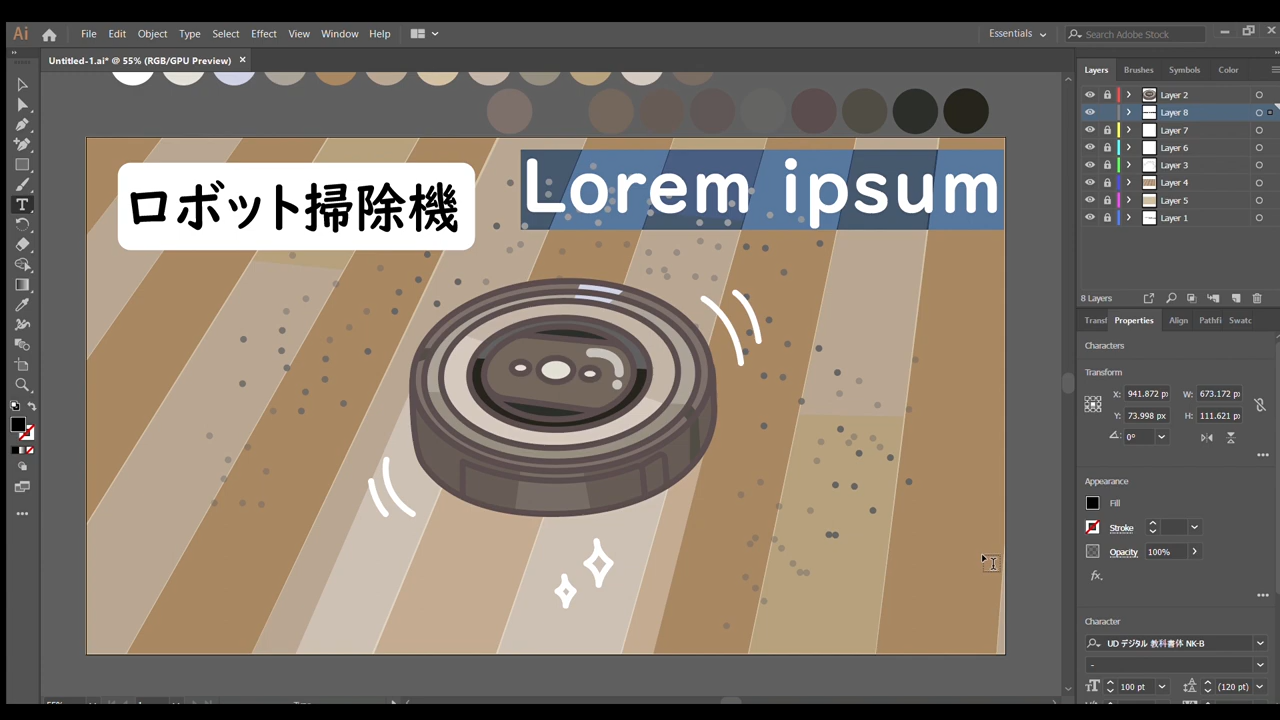 Ai
File Edit Object Type Select Effect View Window Help
Essentials
Search Adobe Stock
Untitled-1.ai* @ 55% (RGB/GPU Preview) ×
Layers Brushes Symbols Color
Layer 2
Layer 8
Layer 7
Layer 6
Layer 3
Layer 4
Layer 5
Layer 1
8 Layers
ロボット掃除機
Lorem ipsum
Transf Properties Align Pathfi Swatc
Characters
Transform
X: 941.872 p W: 673.172 p
Y: 73.998 px H: 111.621 p
0°
Appearance
Fill
Stroke
Opacity 100%
fx.
Character
UD デジタル 教科書体 NK-B
-
100 pt (120 pt)
55%
1
Type